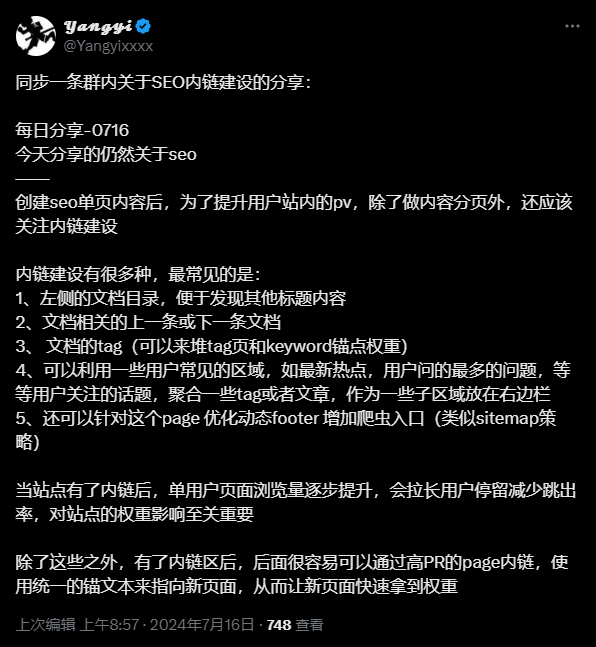 Yangyi
@Yangyixxxx
同步一条群内关于SEO内链建设的分享：
每日分享-0716
今天分享的仍然关于seo
——
创建seo单页内容后，为了提升用户站内的pv，除了做内容分页外，还应该
关注内链建设
内链建设有很多种，最常见的是：
1、左侧的文档目录，便于发现其他标题内容
2、文档相关的上一条或下一条文档
3、 文档的tag（可以来堆tag页和keyword锚点权重）
4、可以利用一些用户常见的区域，如最新热点，用户问的最多的问题，等
等用户关注的话题，聚合一些tag或者文章，作为一些子区域放在右边栏
5、还可以针对这个page 优化动态footer 增加爬虫入口（类似sitemap策
略）
当站点有了内链后，单用户页面浏览量逐步提升，会拉长用户停留减少跳出
率，对站点的权重影响至关重要
除了这些之外，有了内链区后，后面很容易可以通过高PR的page内链，使
用统一的锚文本来指向新页面，从而让新页面快速拿到权重
上次编辑 上午8:57 · 2024年7月16日 · 748 查看